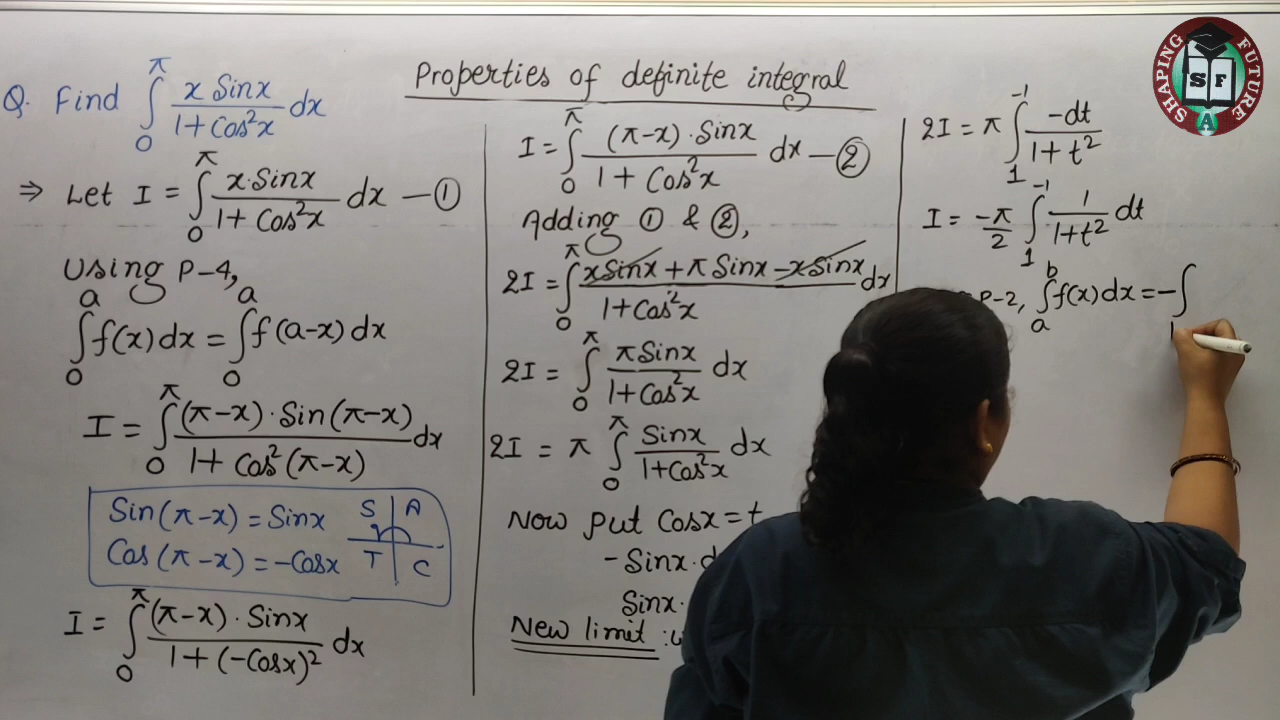 Properties of definite integral
Q. Find ∫₀^π x Sinx / 1+Cos²x dx
⇒ Let I = ∫₀^π x·Sinx / 1+Cos²x dx — ①
Using P-4,
∫₀^a f(x)dx = ∫₀^a f(a-x)dx
I = ∫₀^π (π-x)·Sin(π-x) / 1+Cos²(π-x) dx
Sin(π-x) = Sinx
Cos(π-x) = -Cosx
S A
T C
I = ∫₀^π (π-x)·Sinx / 1+(-Cosx)² dx
I = ∫₀^π (π-x)·Sinx / 1+Cos²x dx — ②
Adding ① & ②,
2I = ∫₀^π xSinx+πSinx-xSinx / 1+Cos²x dx
2I = ∫₀^π πSinx / 1+Cos²x dx
2I = π ∫₀^π Sinx / 1+Cos²x dx
Now put Cosx = t
-Sinx·d
Sinx·
New limit :
2I = π ∫₁^-1 -dt / 1+t²
I = -π/2 ∫₁^-1 1 / 1+t² dt
P-2, ∫ₐ^b f(x)dx = -∫
SHAPING FUTURE
SF
A